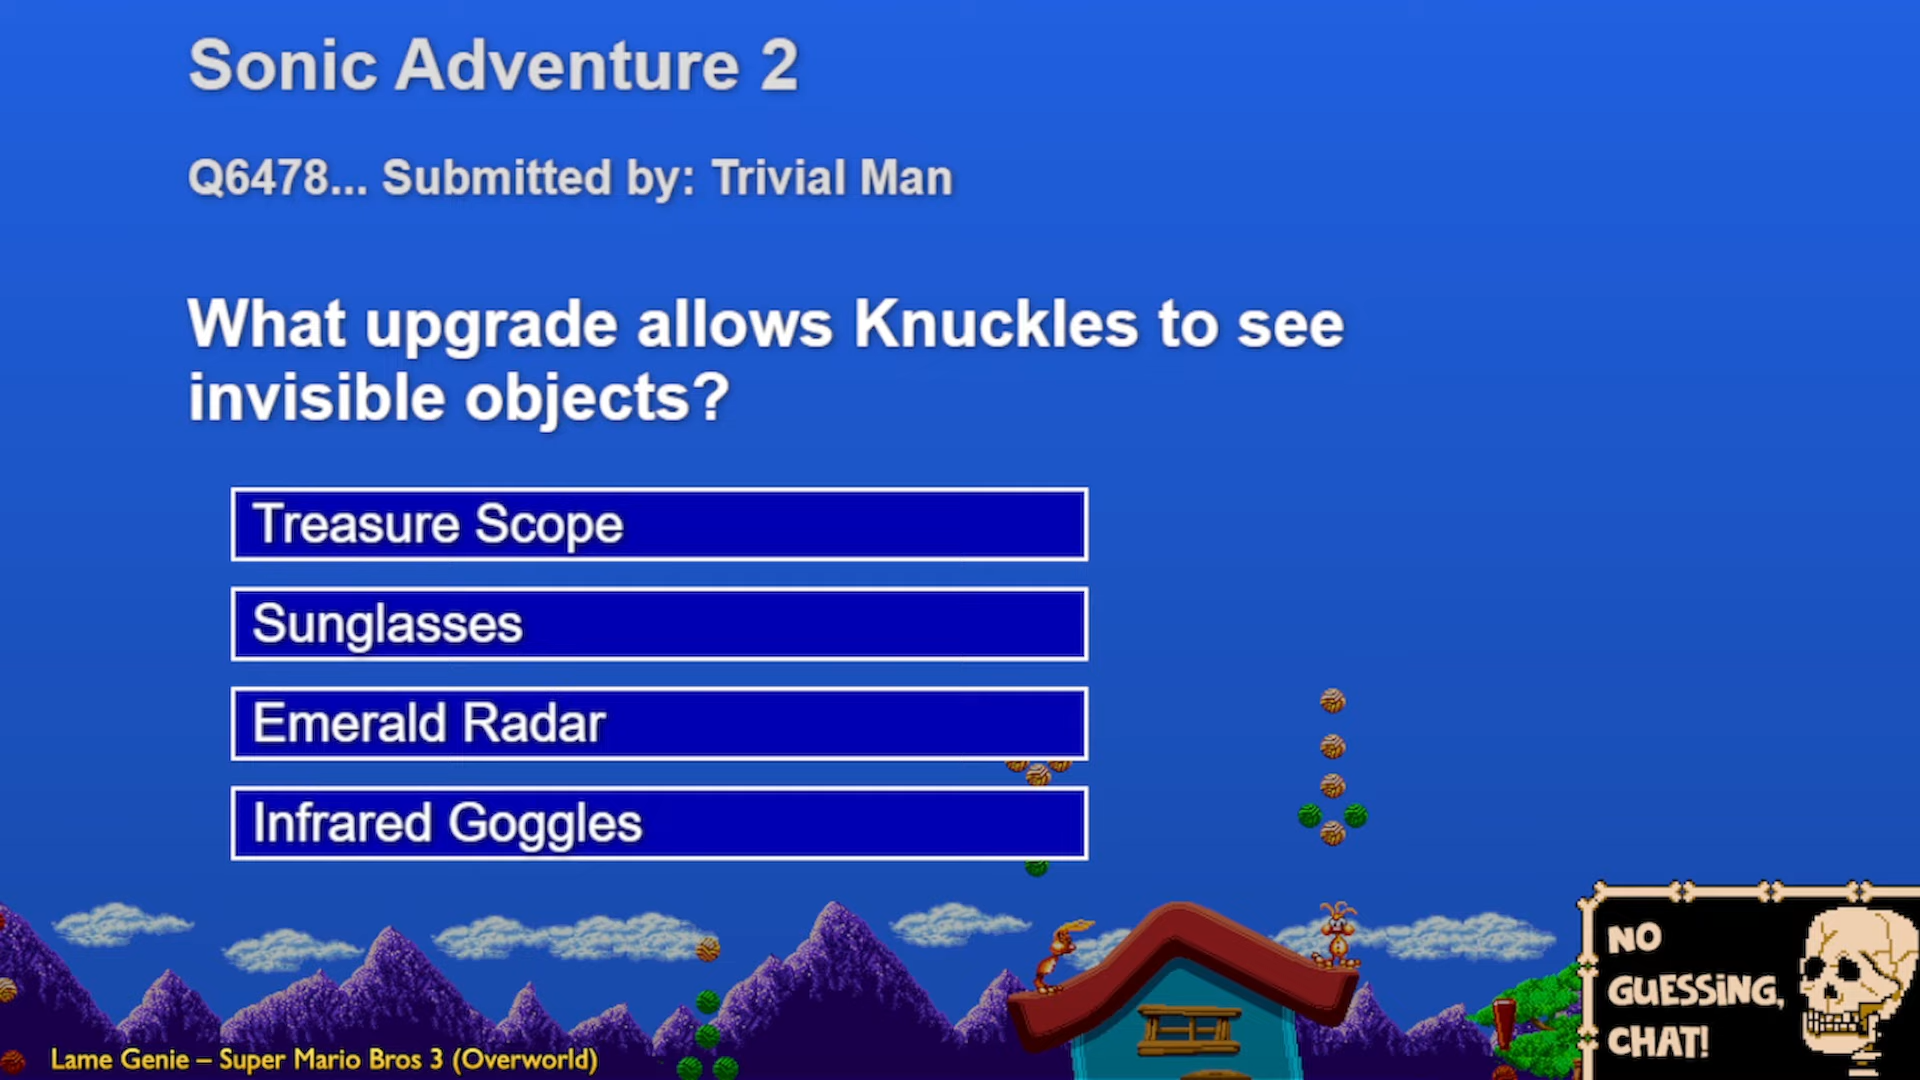 Sonic Adventure 2
Q6478... Submitted by: Trivial Man
What upgrade allows Knuckles to see
invisible objects?
Treasure Scope
Sunglasses
Emerald Radar
Infrared Goggles
NO
GUESSING,
CHAT!
Lame Genie – Super Mario Bros 3 (Overworld)